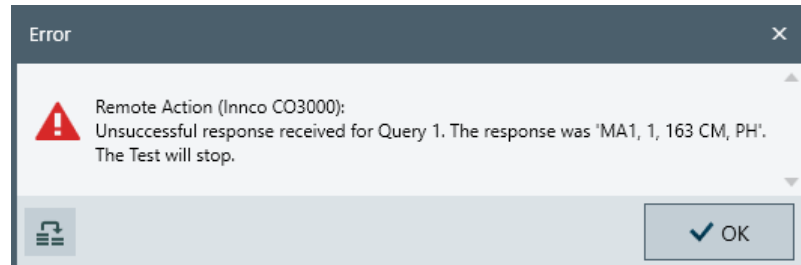 Error
Remote Action (Innco CO3000):
Unsuccessful response received for Query 1. The response was 'MA1, 1, 163 CM, PH'.
The Test will stop.
OK